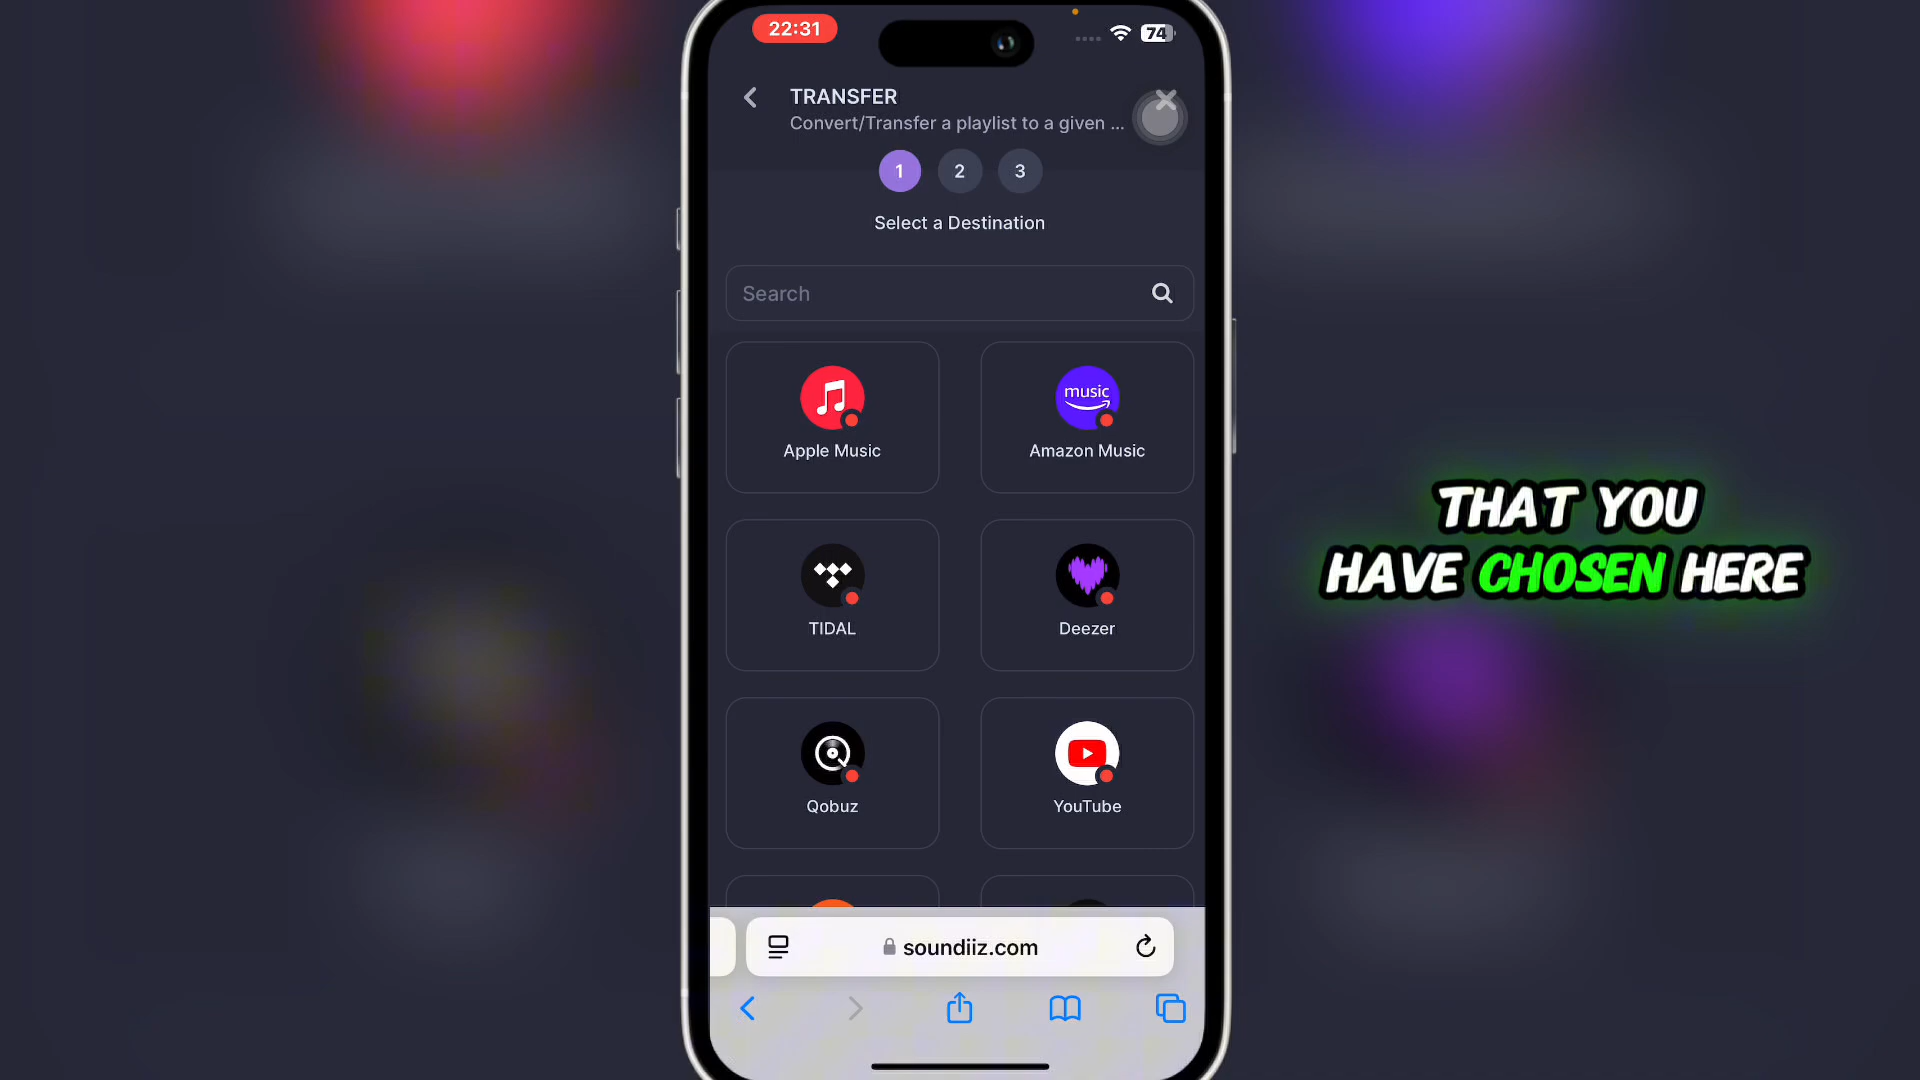 22:31
74
TRANSFER
Convert/Transfer a playlist to a given ...
1 2 3
Select a Destination
Search
music
Apple Music
Amazon Music
TIDAL
Deezer
Qobuz
YouTube
THAT YOU
HAVE CHOSEN HERE
soundiiz.com